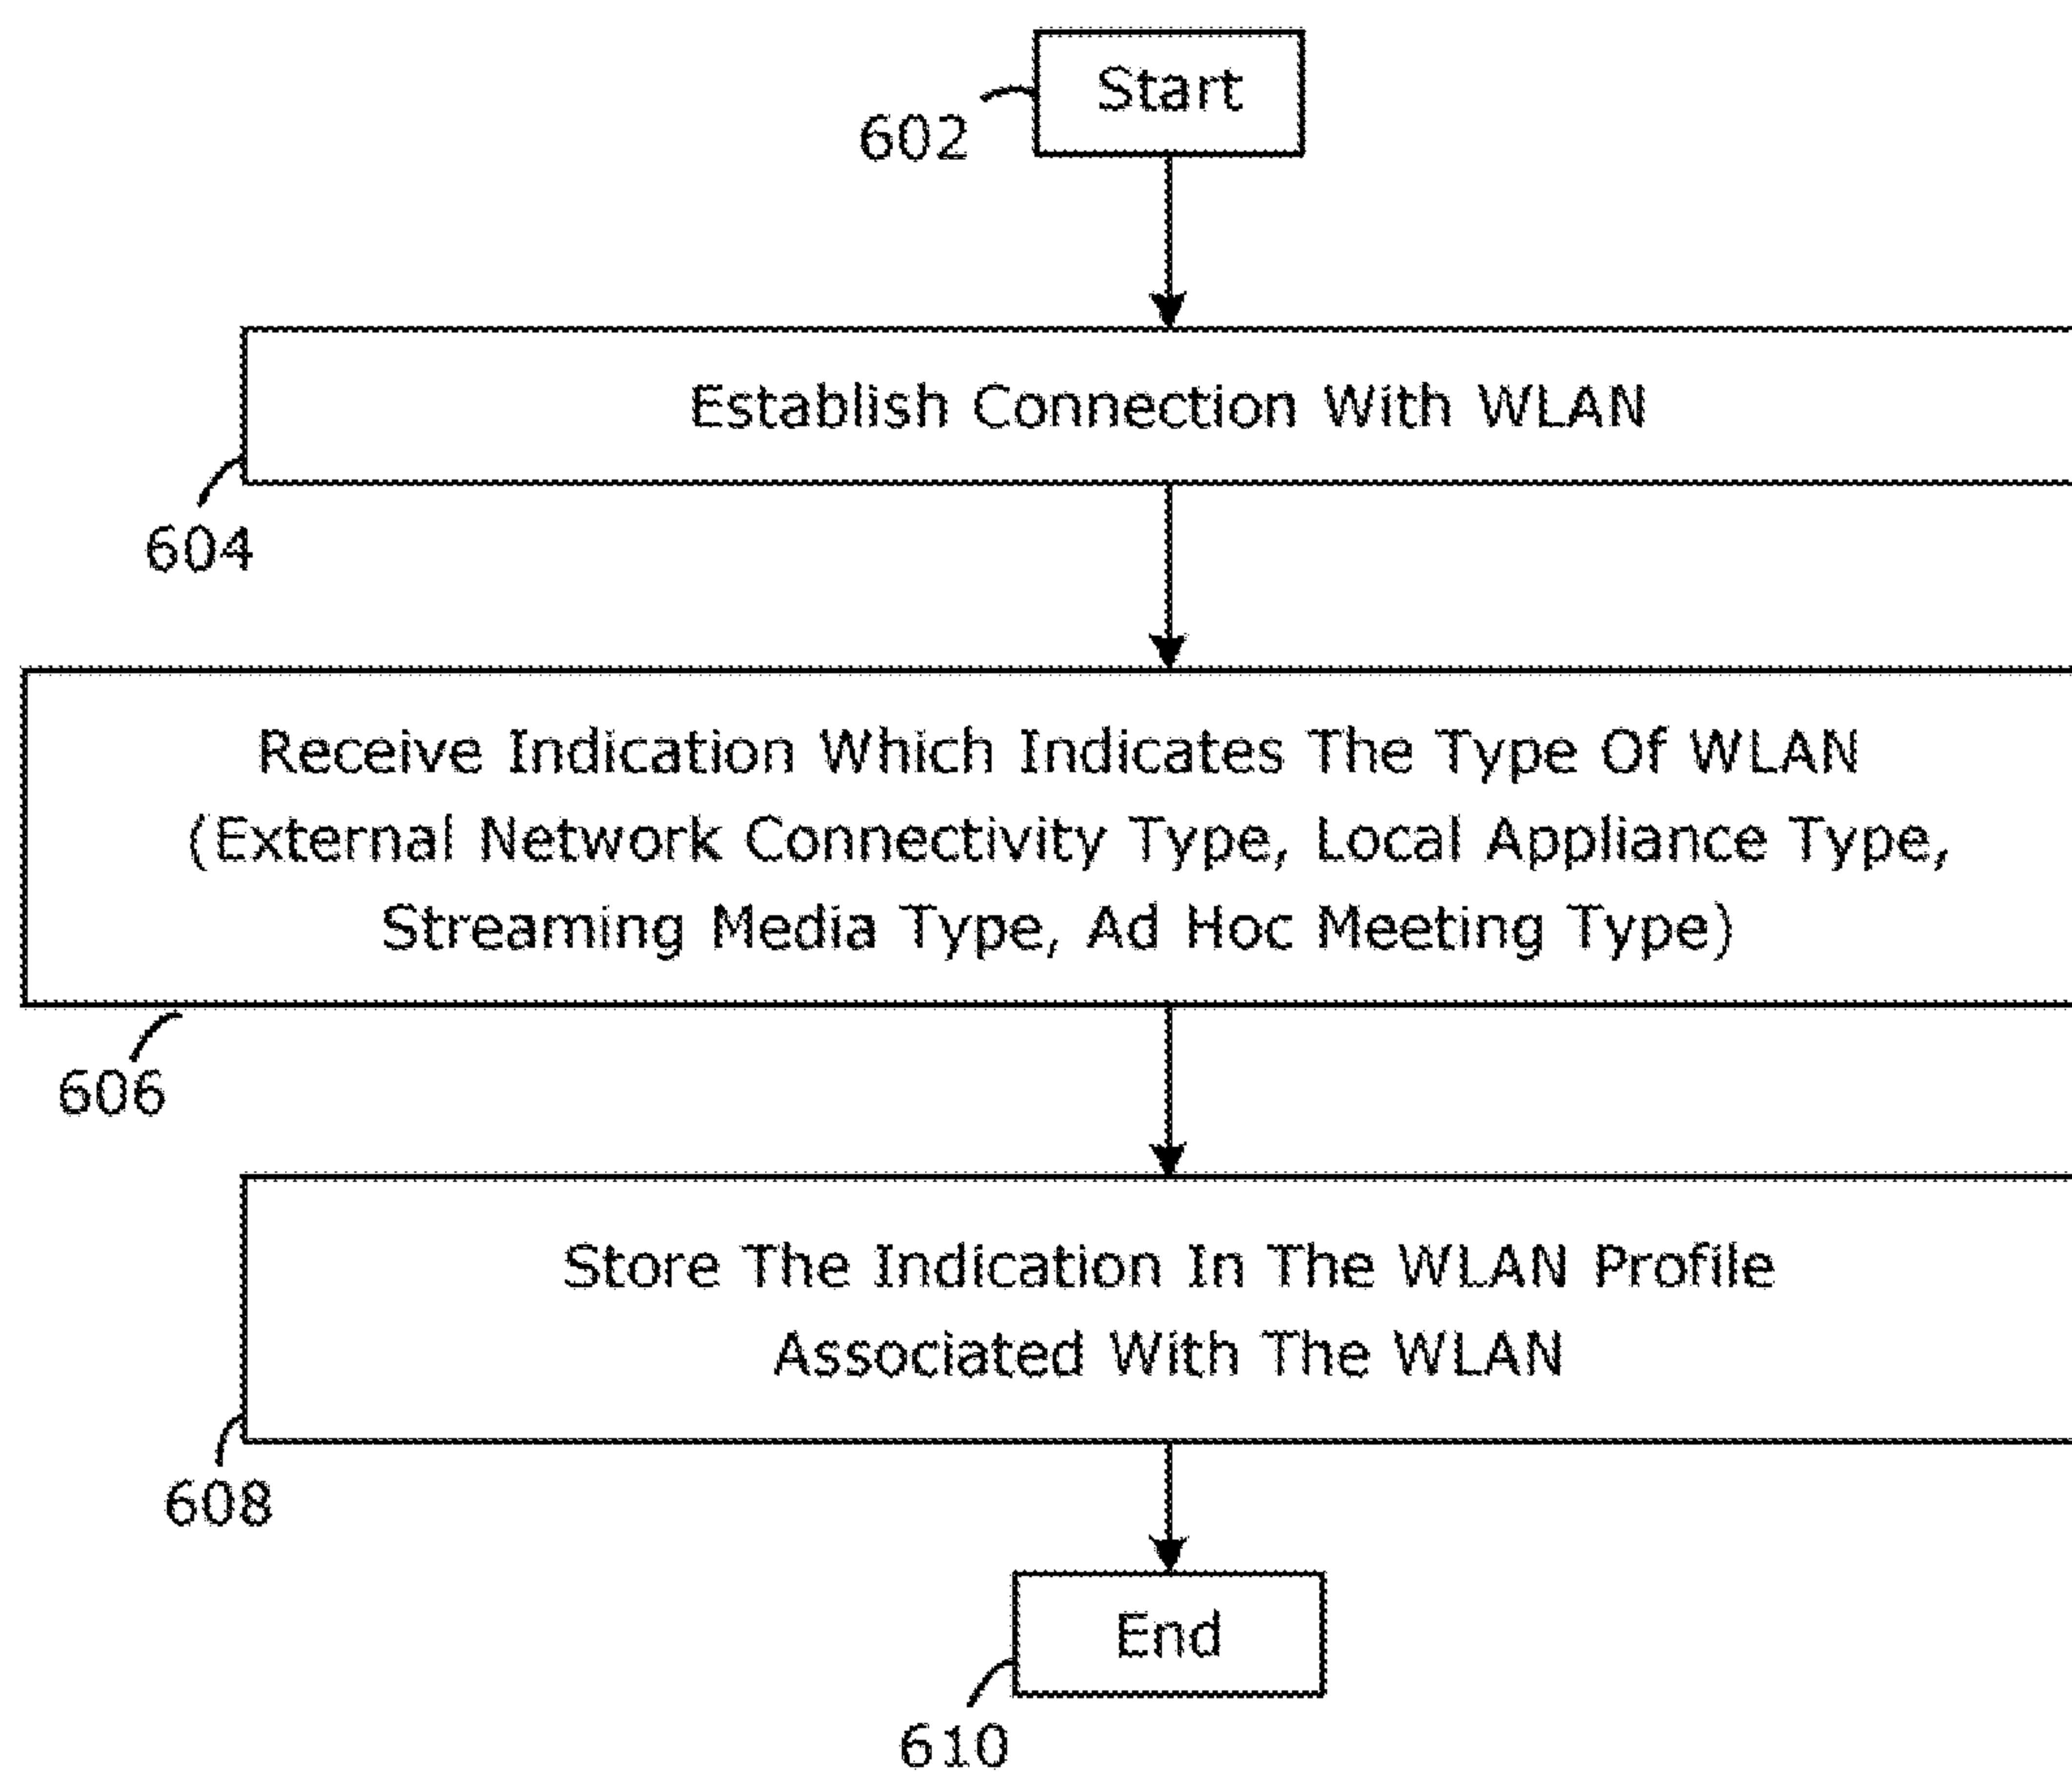 Start
602
Establish Connection With WLAN
604
Receive Indication Which Indicates The Type Of WLAN
(External Network Connectivity Type, Local Appliance Type,
Streaming Media Type, Ad Hoc Meeting Type)
606
Store The Indication In The WLAN Profile
Associated With The WLAN
608
End
610